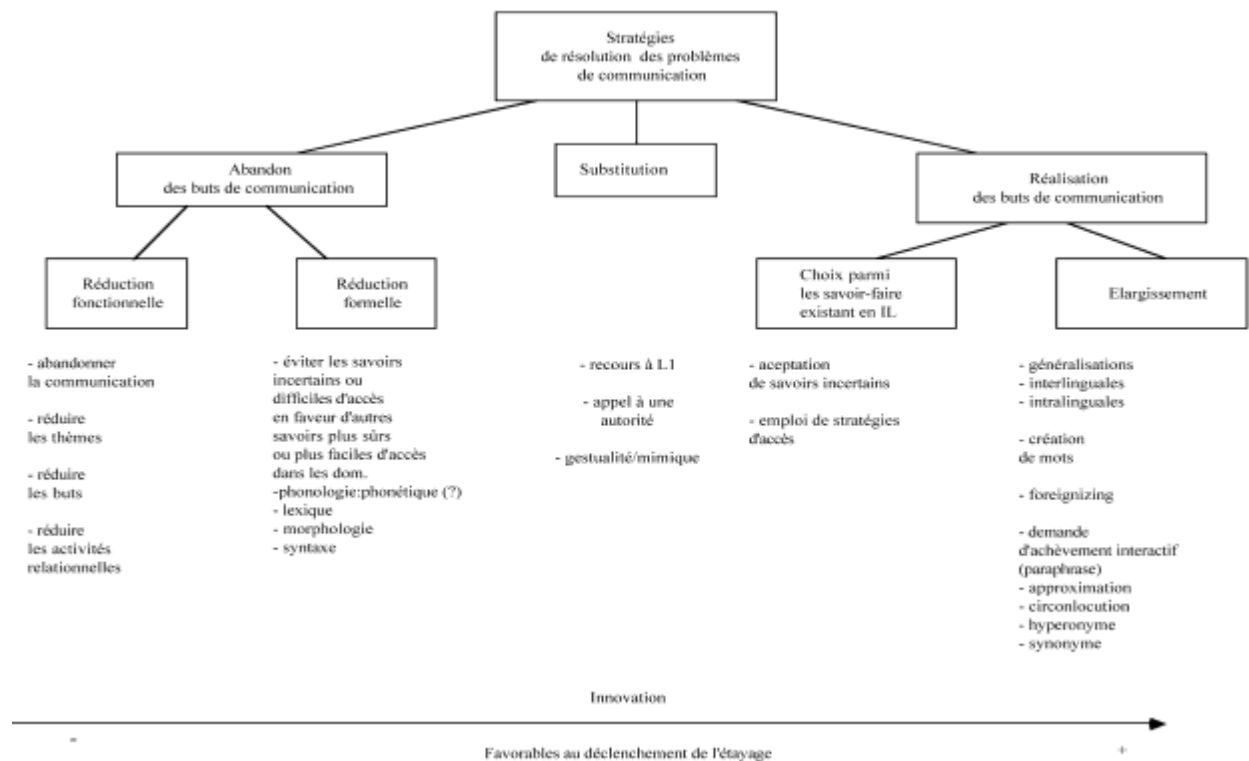 Stratégies
de résolution des problèmes
de communication
Abandon
des buts de communication
Substitution
Réalisation
des buts de communication
Réduction
fonctionnelle
Réduction
formelle
Choix parmi
les savoir-faire
existant en IL
Elargissement
- abandonner
la communication
- réduire
les thèmes
- réduire
les buts
- réduire
les activités
relationnelles
- éviter les savoirs
incertains ou
difficiles d'accès
en faveur d'autres
savoirs plus sûrs
ou plus faciles d'accès
dans les dom.
-phonologie:phonétique (?)
- lexique
- morphologie
- syntaxe
- recours à L1
- appel à une
autorité
- gestualité/mimique
- aceptation
de savoirs incertains
- emploi de stratégies
d'accès
- généralisations
- interlinguales
- intralinguales
- création
de mots
- foreignizing
- demande
d'achèvement interactif
(paraphrase)
- approximation
- circonlocution
- hyperonyme
- synonyme
Innovation
- +
Favorables au déclenchement de l'étayage